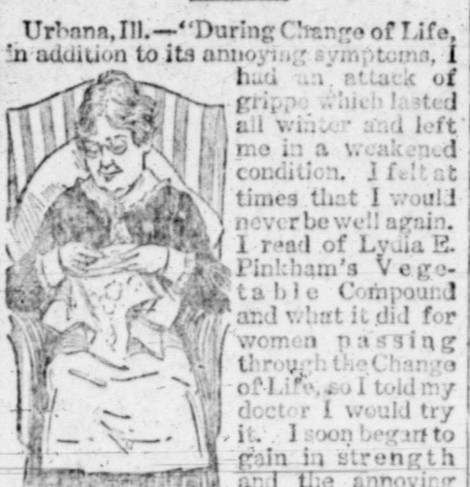 Urbana, Ill.—"During Change of Life,
in addition to its annoying symptoms, I
had an attack of
grippe which lasted
all winter and left
me in a weakened
condition. I felt at
times that I would
never be well again.
I read of Lydia E.
Pinkham's Vege-
table Compound
and what it did for
women passing
through the Change
of Life, so I told my
doctor I would try
it. I soon began to
gain in strength
and the annoying